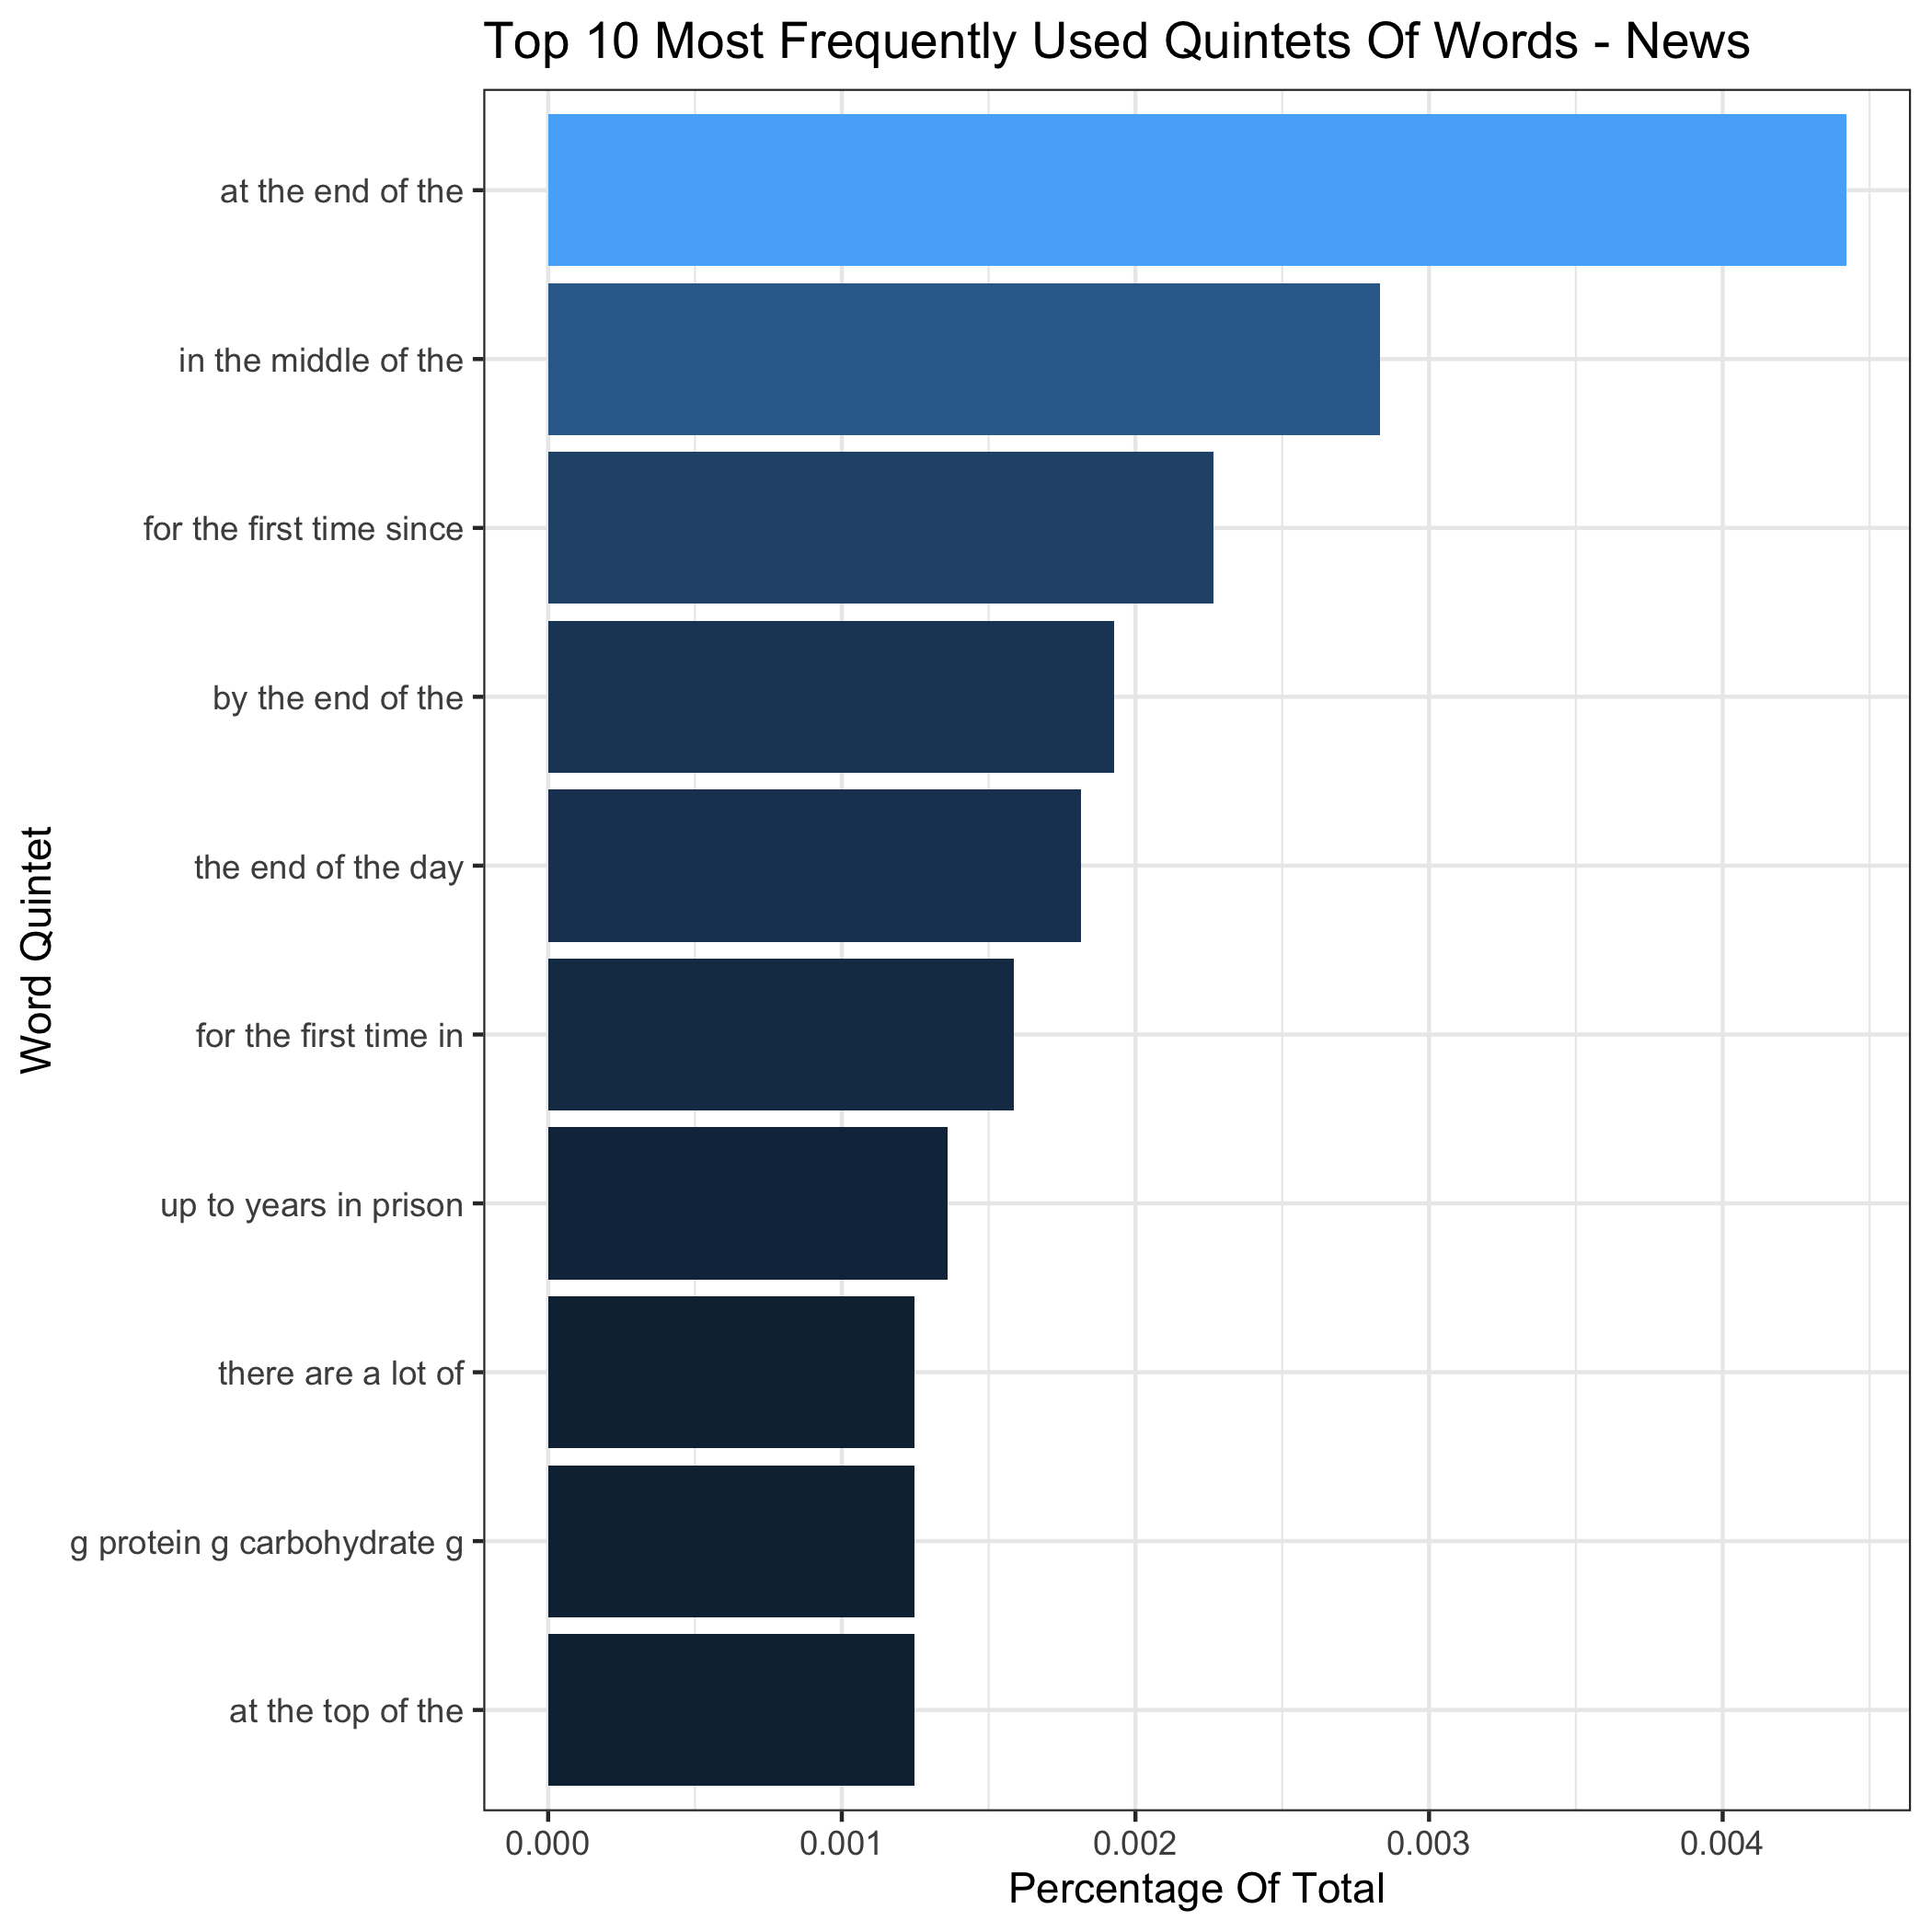 Top 10 Most Frequently Used Quintets Of Words - News
Word Quintet
at the end of the
in the middle of the
for the first time since
by the end of the
the end of the day
for the first time in
up to years in prison
there are a lot of
g protein g carbohydrate g
at the top of the
0.000 0.001 0.002 0.003 0.004
Percentage Of Total